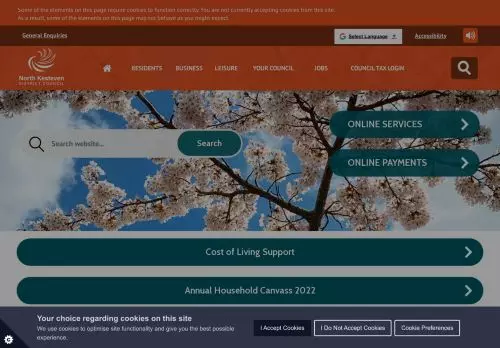 Some of the elements on this page require cookies to function correctly. You are not currently accepting cookies from this site.
As a result, some of the elements on this page may not behave as you might expect.
General Enquiries
Select Language
Accessibility
North Kesteven
DISTRICT COUNCIL
RESIDENTS
BUSINESS
LEISURE
YOUR COUNCIL
JOBS
COUNCIL TAX LOGIN
ONLINE SERVICES
Search website...
Search
ONLINE PAYMENTS
Cost of Living Support
Annual Household Canvass 2022
Your choice regarding cookies on this site
We use cookies to optimise site functionality and give you the best possible
experience.
I Accept Cookies
I Do Not Accept Cookies
Cookie Preferences